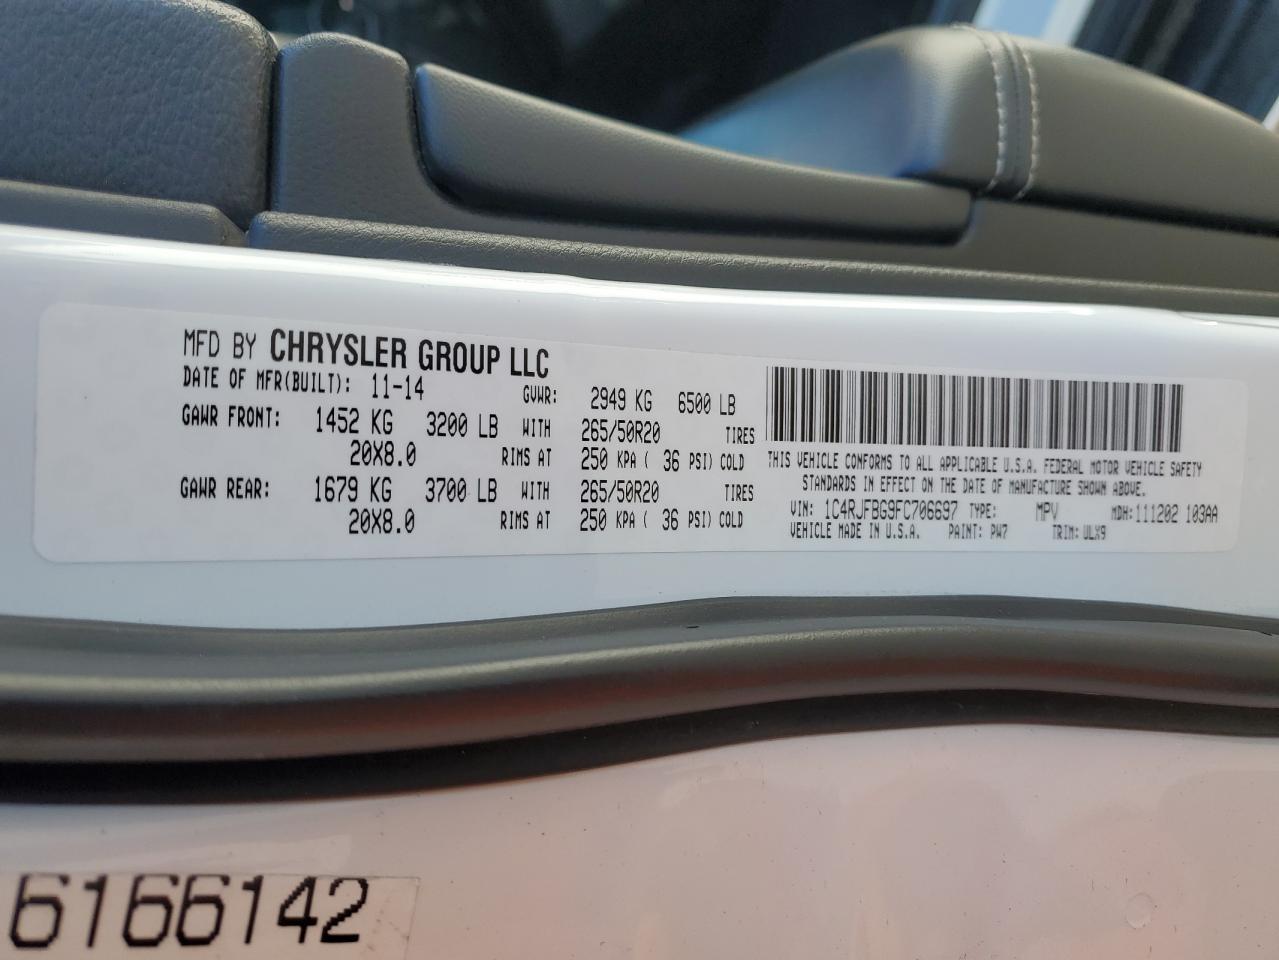 MFD BY CHRYSLER GROUP LLC
DATE OF MFR(BUILT): 11-14 GVWR: 2949 KG 6500 LB
GAWR FRONT: 1452 KG 3200 LB WITH 265/50R20 TIRES
20X8.0 RIMS AT 250 KPA ( 36 PSI) COLD
GAWR REAR: 1679 KG 3700 LB WITH 265/50R20 TIRES
20X8.0 RIMS AT 250 KPA ( 36 PSI) COLD
THIS VEHICLE CONFORMS TO ALL APPLICABLE U.S.A. FEDERAL MOTOR VEHICLE SAFETY
STANDARDS IN EFFECT ON THE DATE OF MANUFACTURE SHOWN ABOVE.
VIN: 1C4RJFBG9FC706697 TYPE: MPV MDH:111202 103AA
VEHICLE MADE IN U.S.A. PAINT: PW7 TRIM: ULX9
6166142